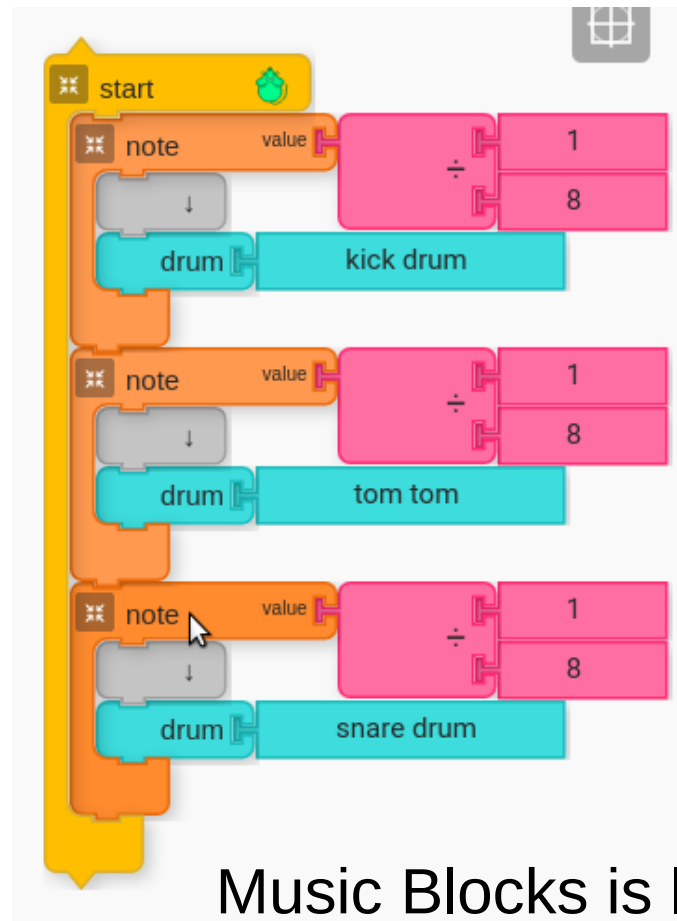 start
note value 1
÷
8
↓
drum kick drum
note value 1
÷
8
↓
drum tom tom
note value 1
÷
8
↓
drum snare drum
Music Blocks is